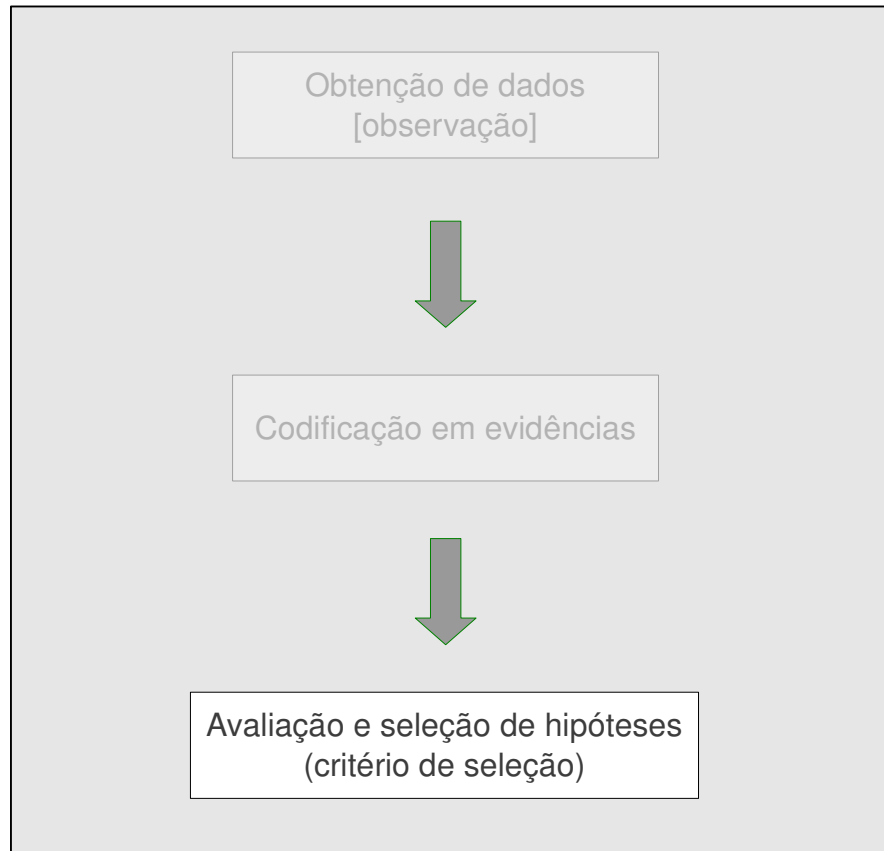 Obtenção de dados
[observação]
Codificação em evidências
Avaliação e seleção de hipóteses
(critério de seleção)